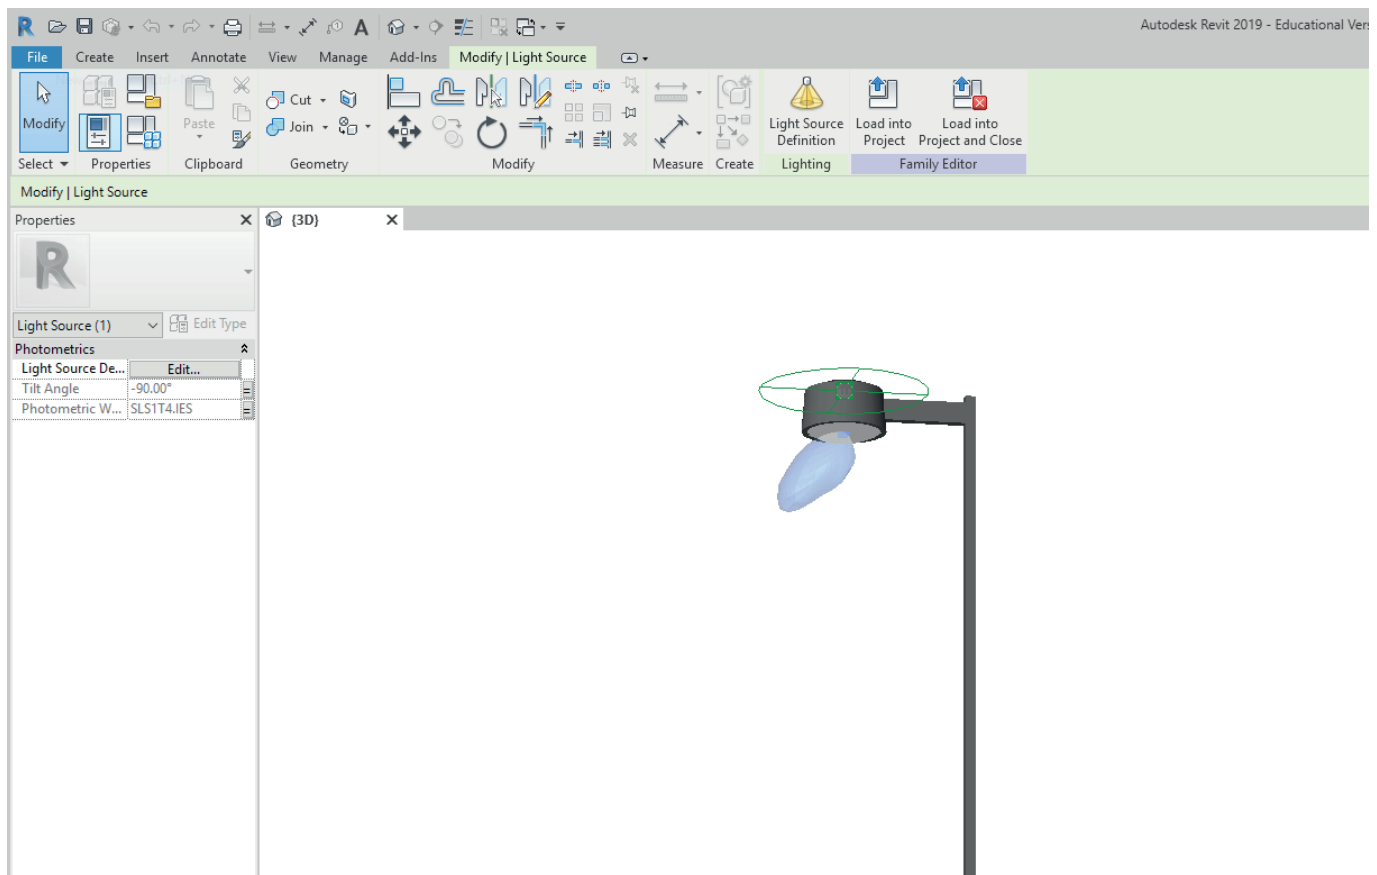 Autodesk Revit 2019 - Educational Vers
File Create Insert Annotate View Manage Add-Ins Modify | Light Source
Modify
Paste
Cut
Join
Light Source Definition
Load into Project
Load into Project and Close
Select Properties Clipboard Geometry Modify Measure Create Lighting Family Editor
Modify | Light Source
Properties
{3D}
R
Light Source (1) Edit Type
Photometrics
Light Source De... Edit...
Tilt Angle -90.00°
Photometric W... SLS1T4.IES